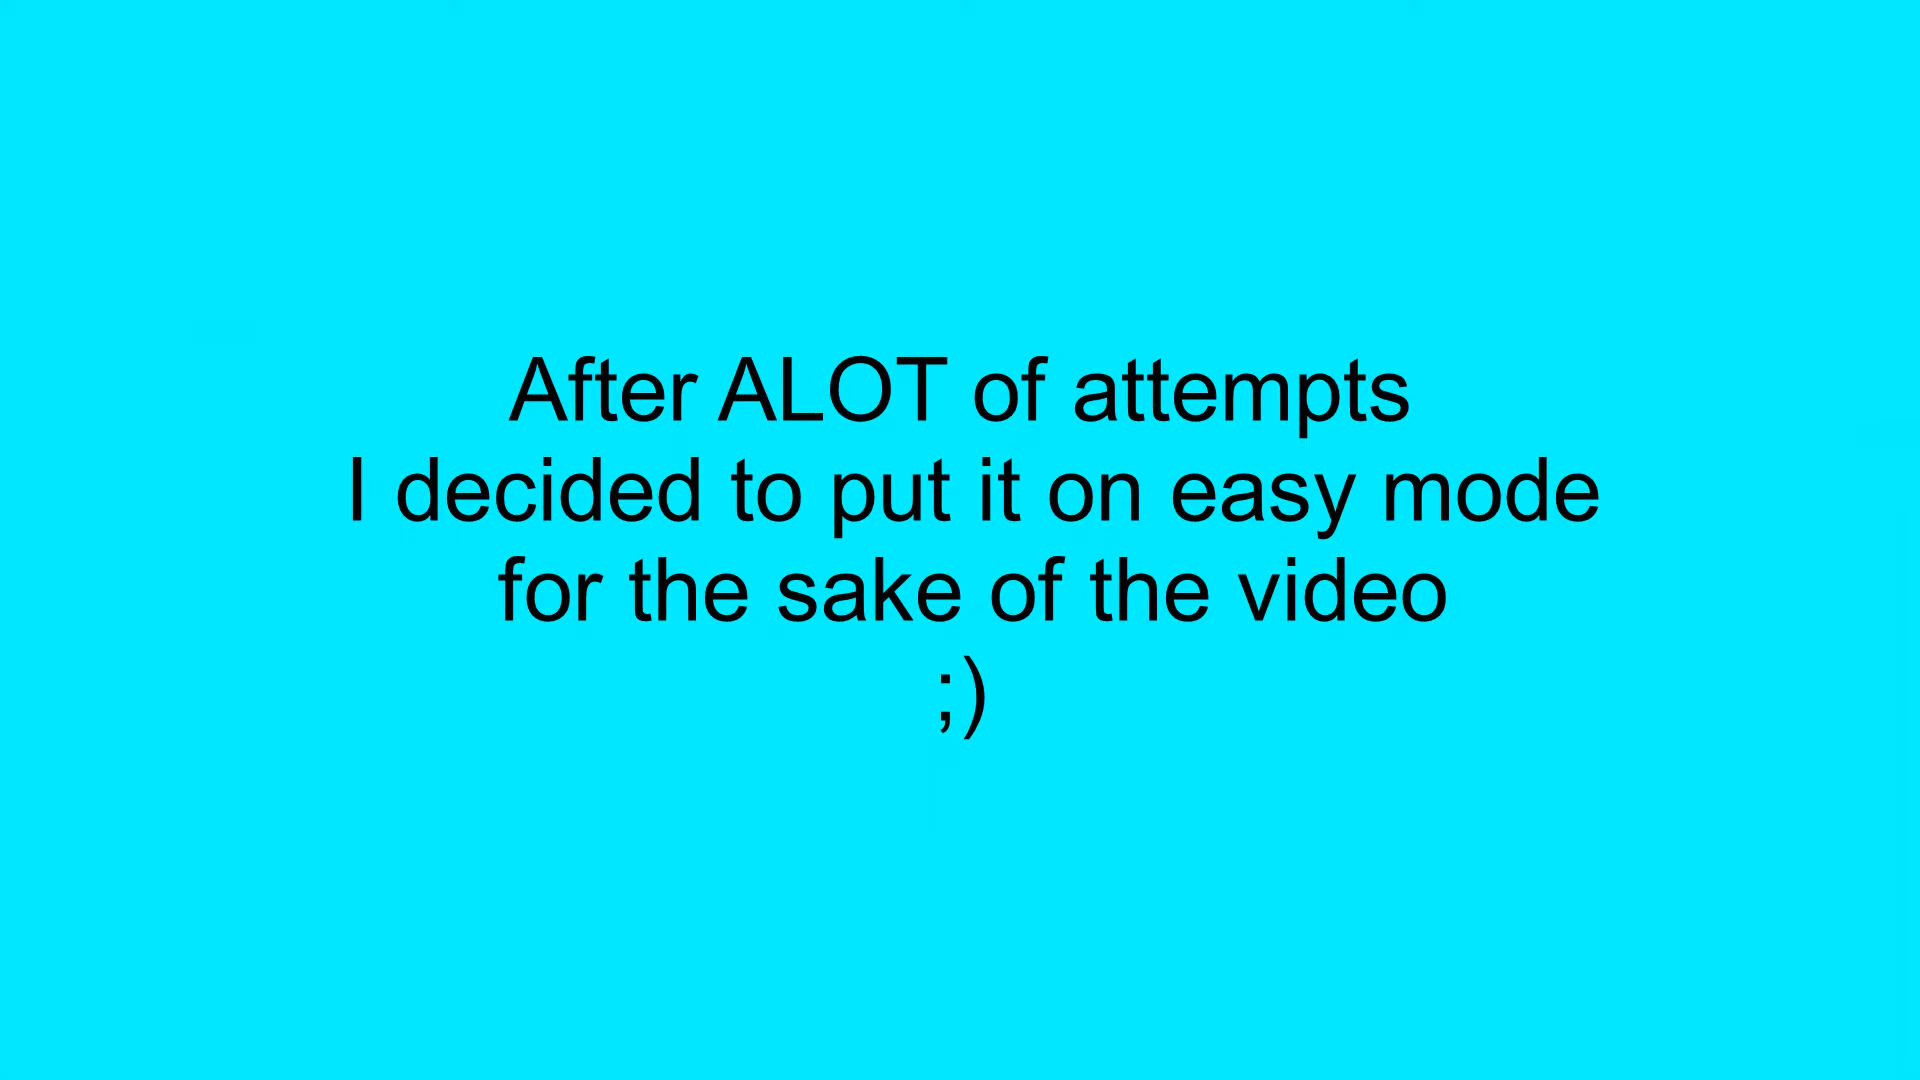 After ALOT of attempts
I decided to put it on easy mode
for the sake of the video
;)